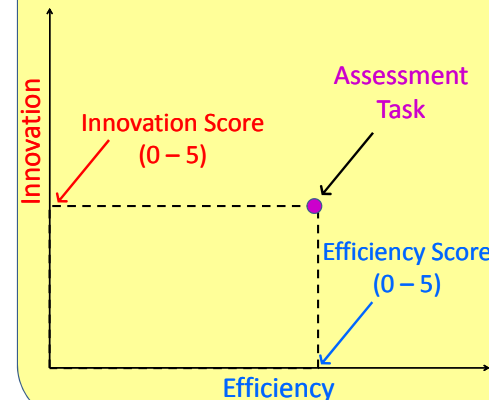 Assessment
Task
Innovation
Innovation Score
(0 – 5)
Efficiency Score
(0 – 5)
Efficiency